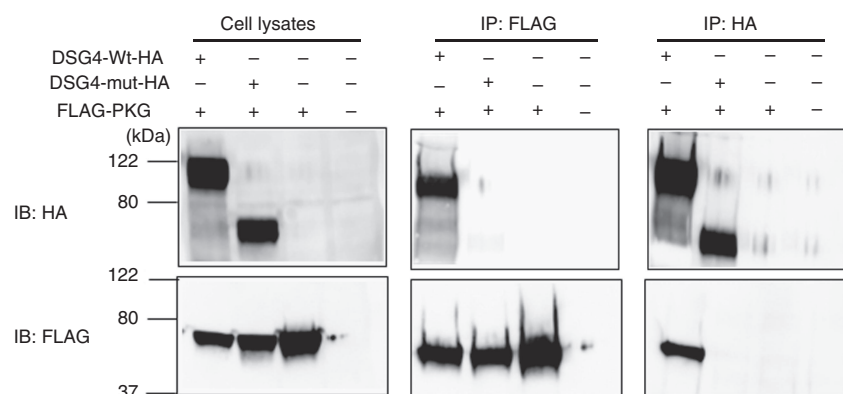 Cell lysates IP: FLAG IP: HA
DSG4-Wt-HA + – – – + – – – + – – –
DSG4-mut-HA – + – – – + – – – + – –
FLAG-PKG + + + – + + + – + + + –
(kDa)
122
80
IB: HA
122
80
IB: FLAG
37